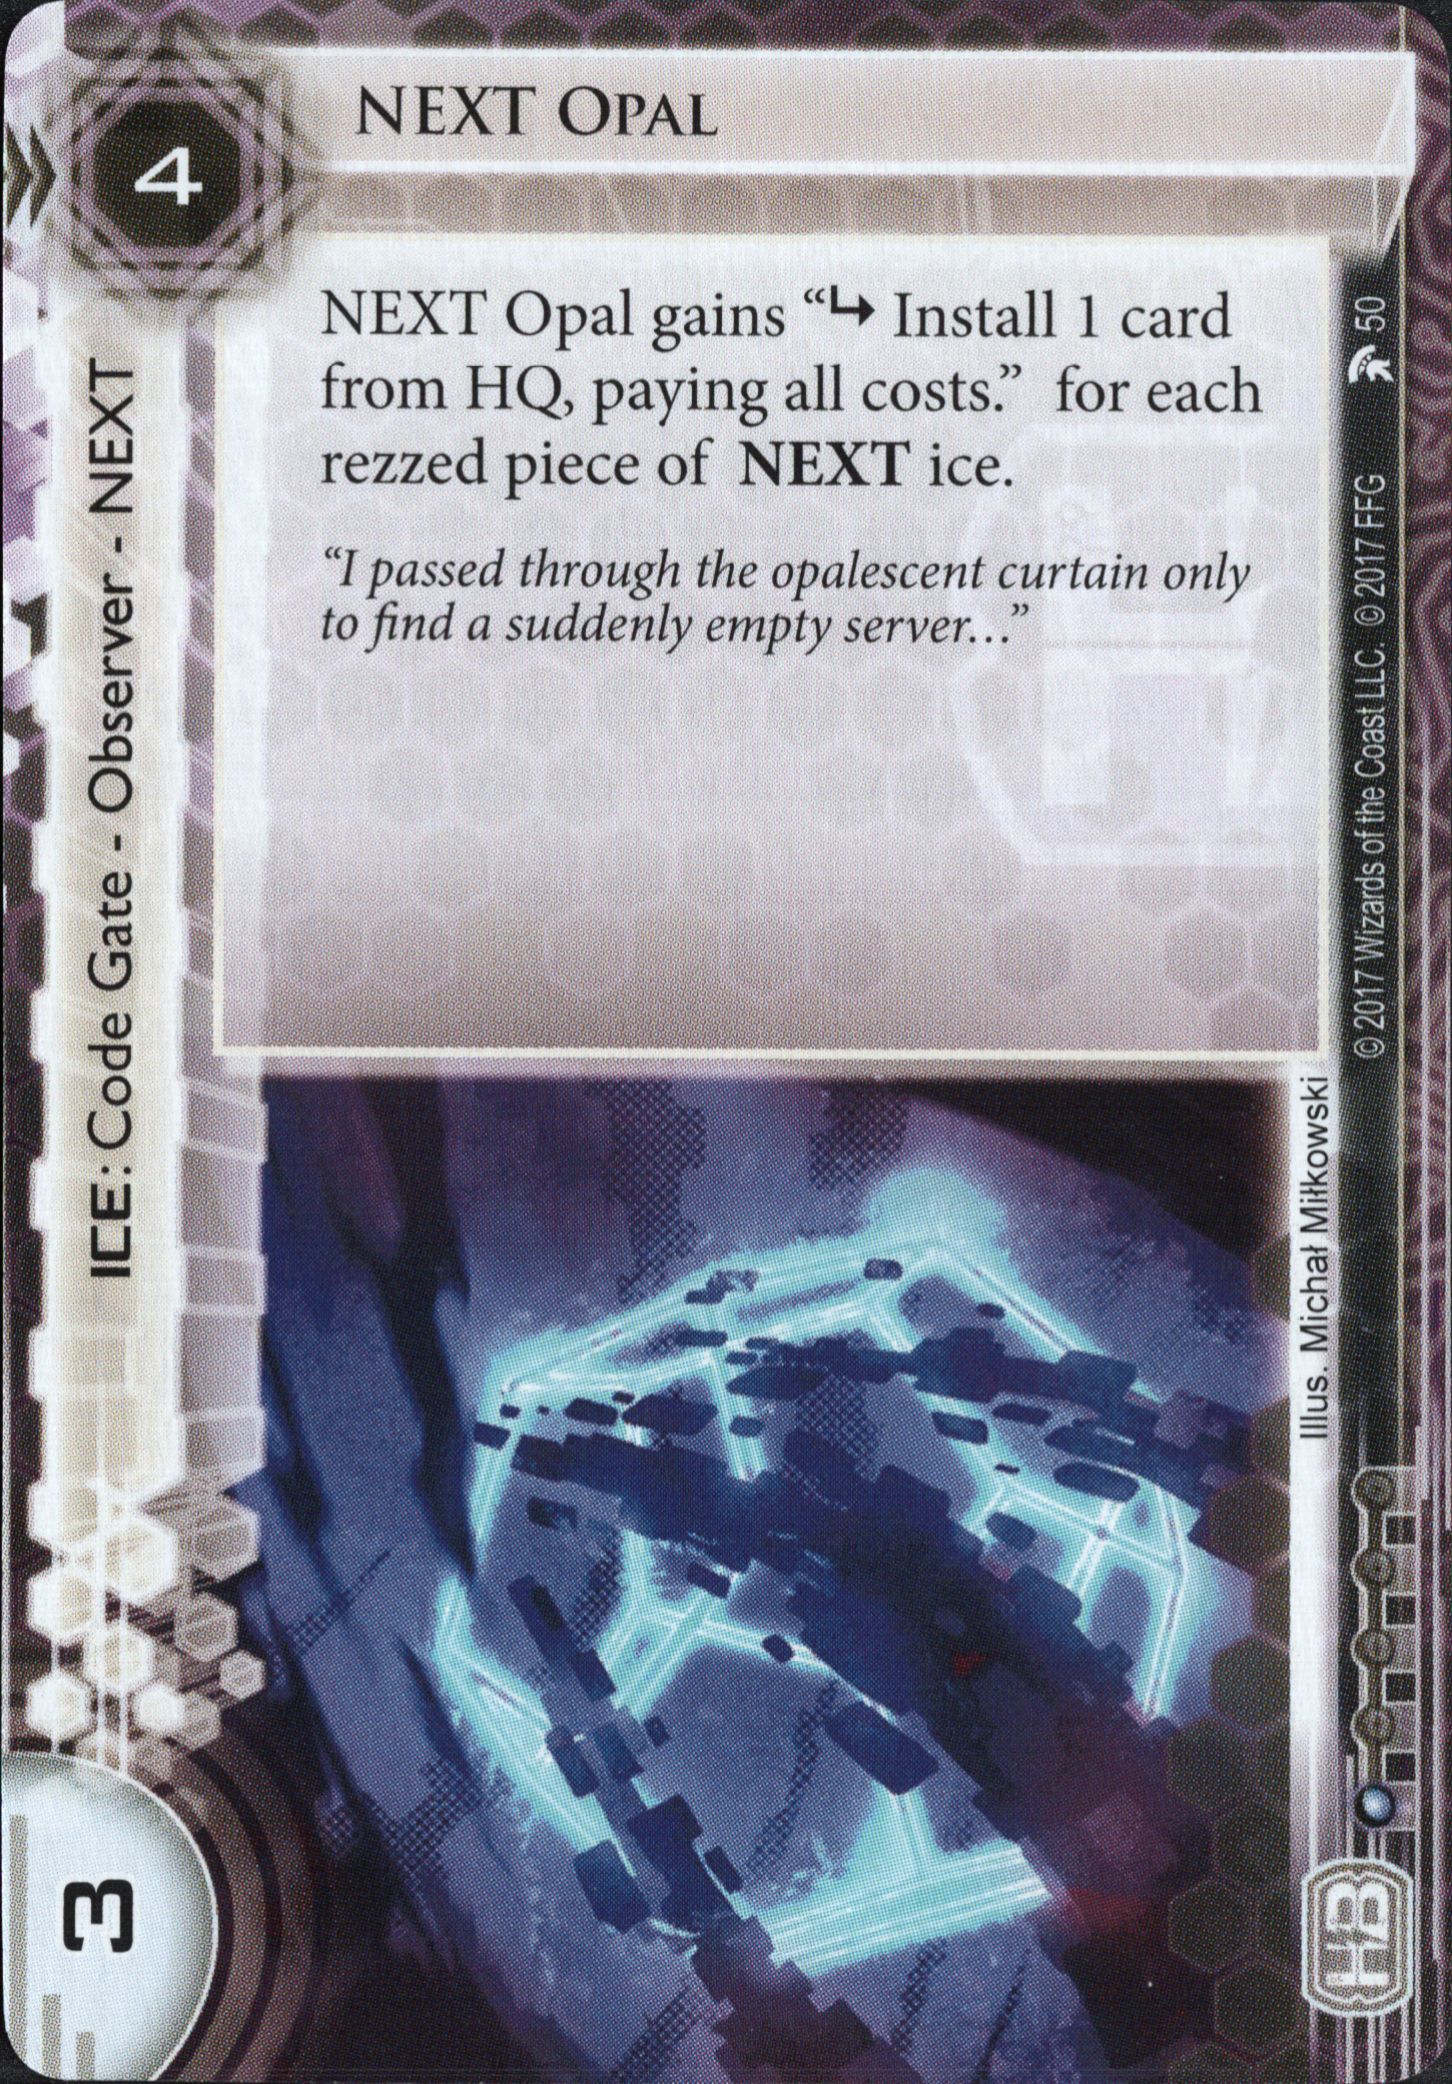 4
NEXT OPAL
NEXT Opal gains “↳ Install 1 card
from HQ, paying all costs.” for each
rezzed piece of NEXT ice.
“I passed through the opalescent curtain only
to find a suddenly empty server…”
ICE: Code Gate - Observer - NEXT
3
Illus. Michał Miłkowski
© 2017 Wizards of the Coast LLC. © 2017 FFG
50
HB